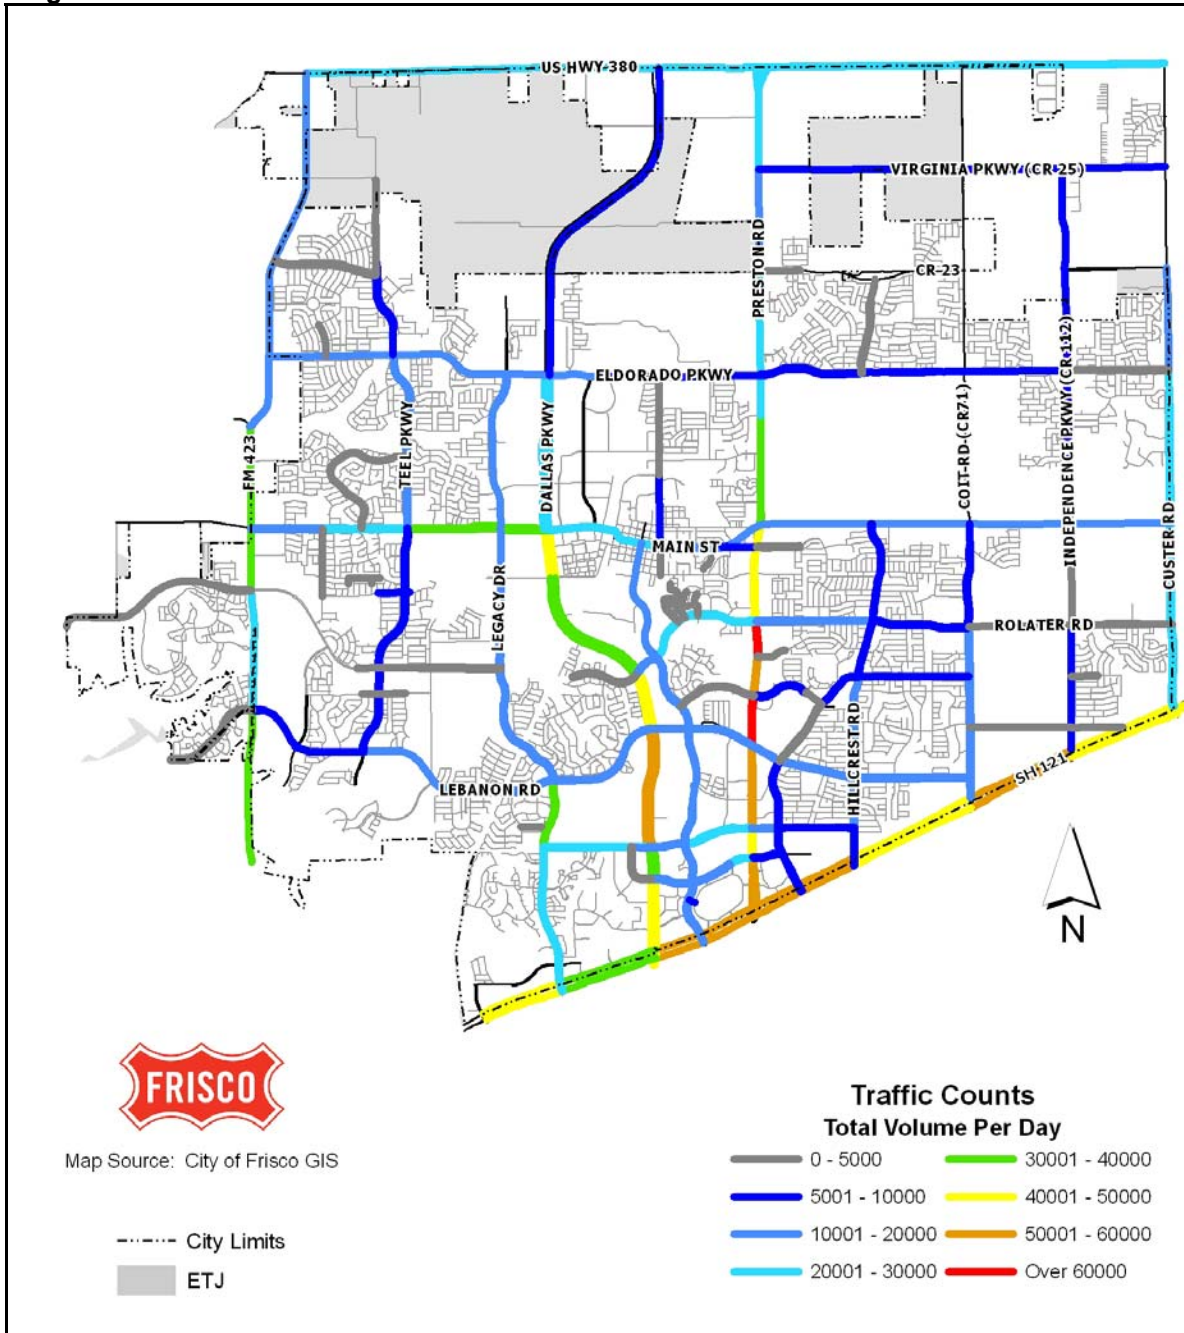 US HWY 380
VIRGINIA PKWY (CR 25)
PRESTON RD
CR 23
ELDORADO PKWY
INDEPENDENCE PKWY (CR 112)
COIT RD (CR71)
TEEL PKWY
DALLAS PKWY
FM 423
MAIN ST
CUSTER RD
LEGACY DR
ROLATER RD
HILLCREST RD
SH 121
LEBANON RD
N
FRISCO
Map Source: City of Frisco GIS
City Limits
ETJ
Traffic Counts
Total Volume Per Day
0 - 5000
30001 - 40000
5001 - 10000
40001 - 50000
10001 - 20000
50001 - 60000
20001 - 30000
Over 60000